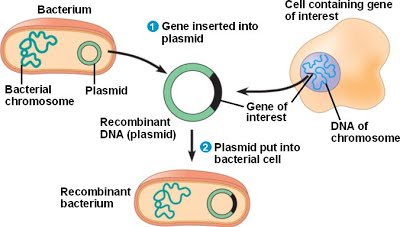 Bacterium
1 Gene inserted into
plasmid
Cell containing gene
of interest
Bacterial
chromosome
Plasmid
Recombinant
DNA (plasmid)
Gene of
interest
DNA of
chromosome
2 Plasmid put into
bacterial cell
Recombinant
bacterium